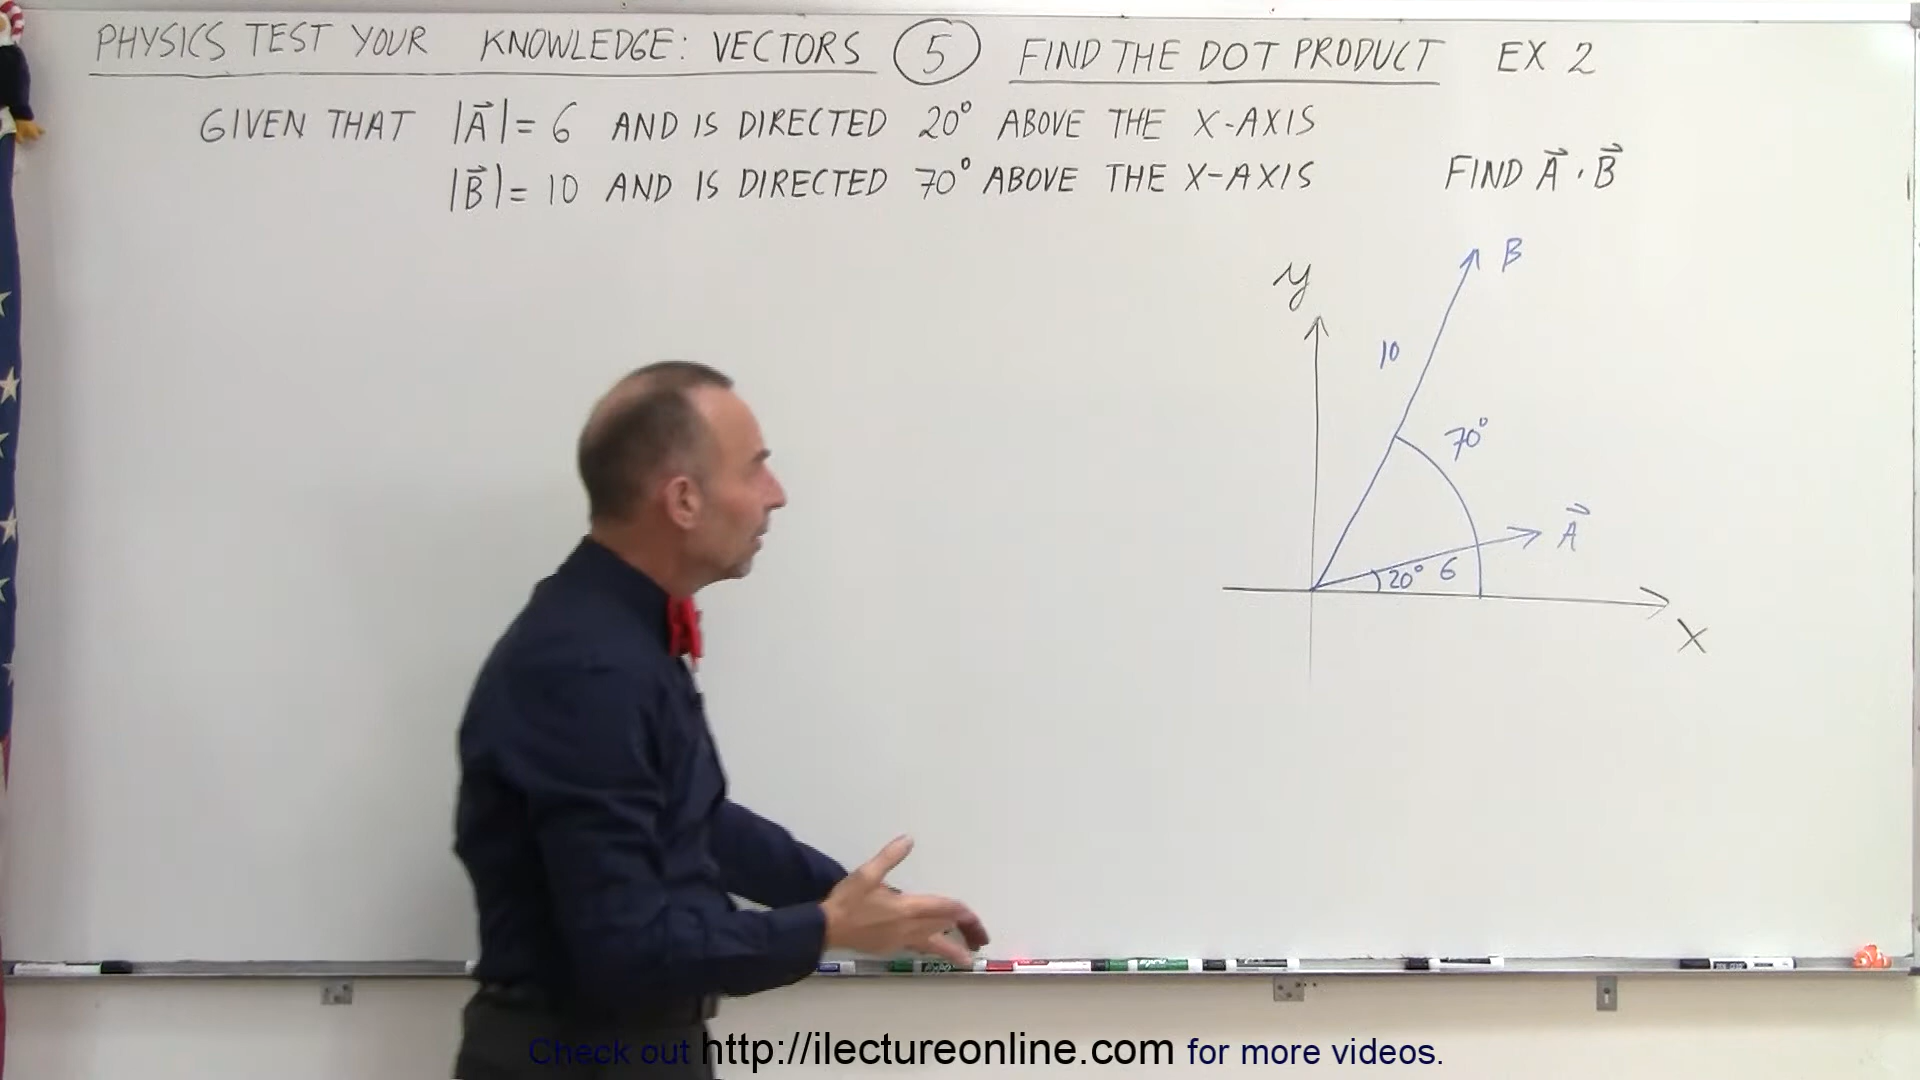 PHYSICS TEST YOUR KNOWLEDGE: VECTORS 5 FIND THE DOT PRODUCT EX 2
GIVEN THAT |A⃗| = 6 AND IS DIRECTED 20° ABOVE THE X-AXIS
|B⃗| = 10 AND IS DIRECTED 70° ABOVE THE X-AXIS FIND A⃗ · B⃗
B
y
10
70°
A⃗
20° 6
X
Check out http://ilectureonline.com for more videos.